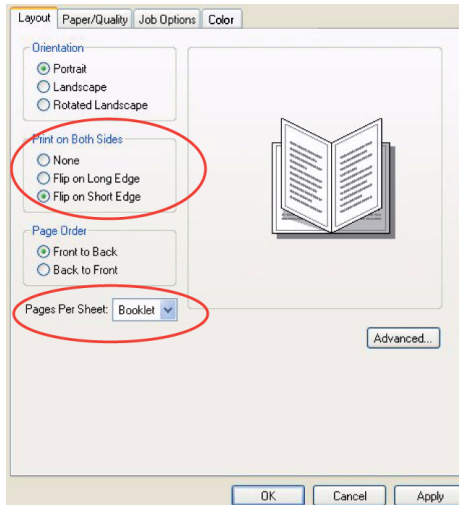 Layout Paper/Quality Job Options Color
Orientation
Portrait
Landscape
Rotated Landscape
Print on Both Sides
None
Flip on Long Edge
Flip on Short Edge
Page Order
Front to Back
Back to Front
Pages Per Sheet: Booklet
Advanced...
OK Cancel Apply